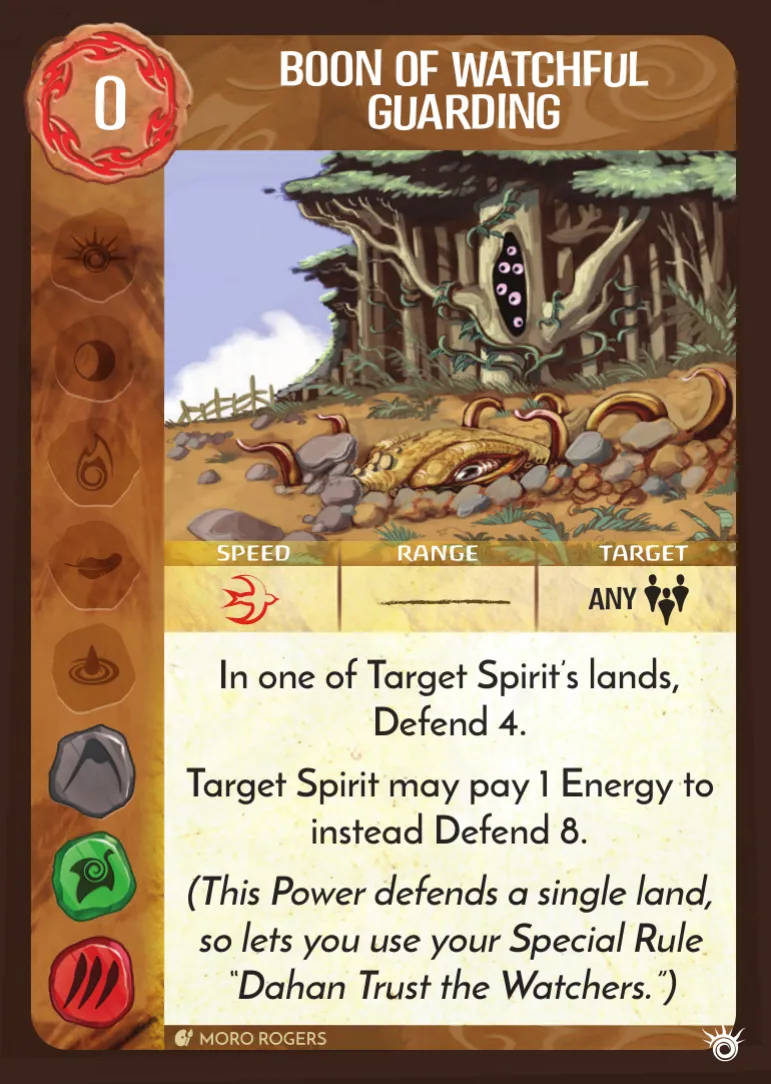 0
BOON OF WATCHFUL
GUARDING
SPEED RANGE TARGET
ANY
In one of Target Spirit's lands,
Defend 4.
Target Spirit may pay 1 Energy to
instead Defend 8.
(This Power defends a single land,
so lets you use your Special Rule
“Dahan Trust the Watchers.”)
MORO ROGERS